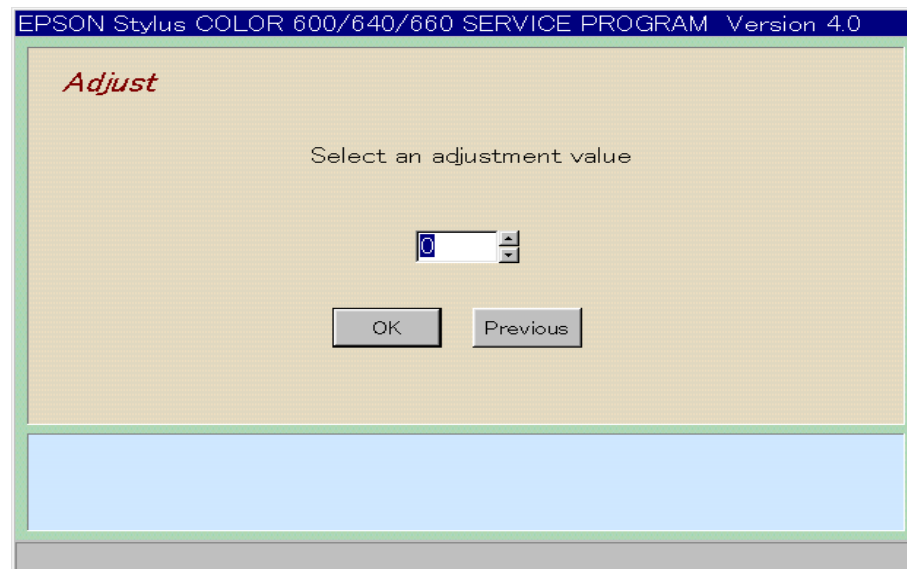 EPSON Stylus COLOR 600/640/660 SERVICE PROGRAM Version 4.0
Adjust
Select an adjustment value
0
OK Previous